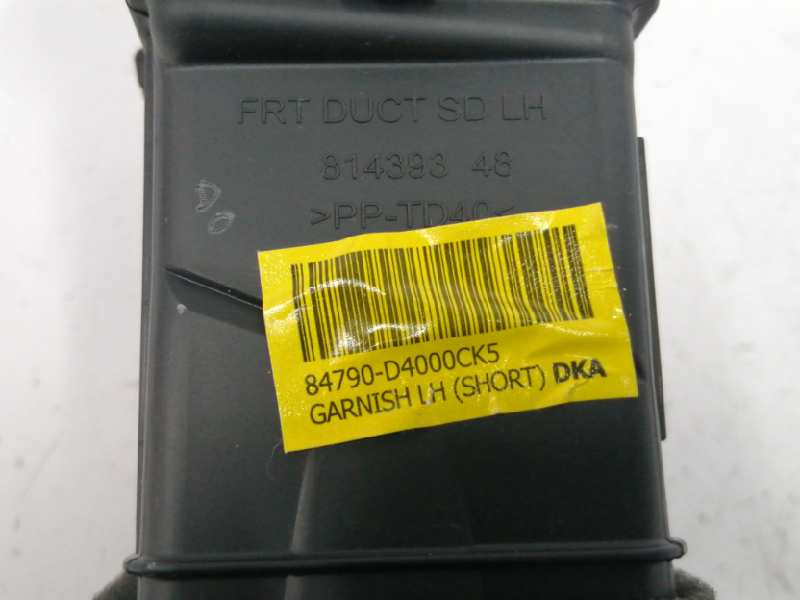 FRT DUCT SD LH
814393 48
>PP-TD40<
84790-D4000CK5
GARNISH LH (SHORT) DKA